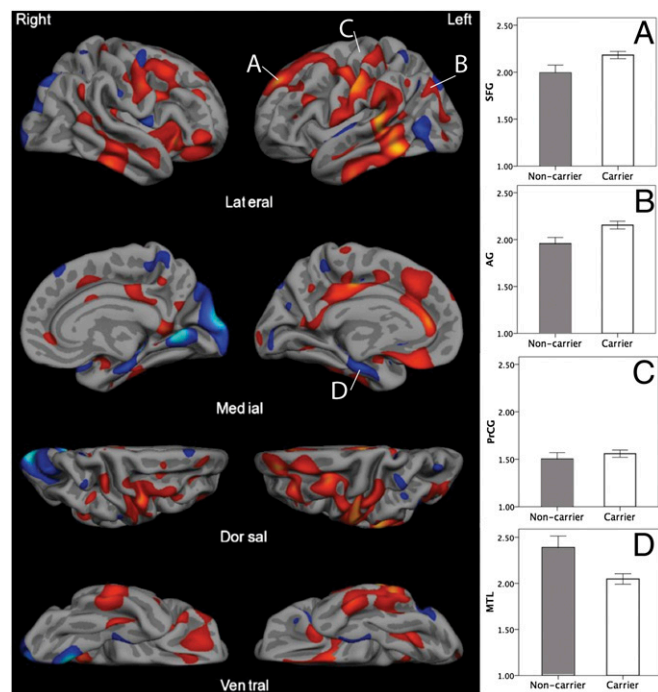 Right
Left
C
A
B
Lateral
D
Medial
Dorsal
Ventral
A
2.50
2.00
1.50
1.00
SFG
Non-carrier Carrier
B
2.50
2.00
1.50
1.00
AG
Non-carrier Carrier
C
2.50
2.00
1.50
1.00
PrCG
Non-carrier Carrier
D
2.50
2.00
1.50
1.00
MTL
Non-carrier Carrier